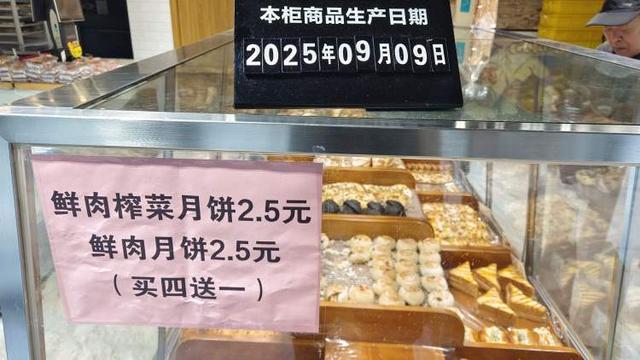 本柜商品生产日期
2025年09月09日
鲜肉榨菜月饼2.5元
鲜肉月饼2.5元
（买四送一）